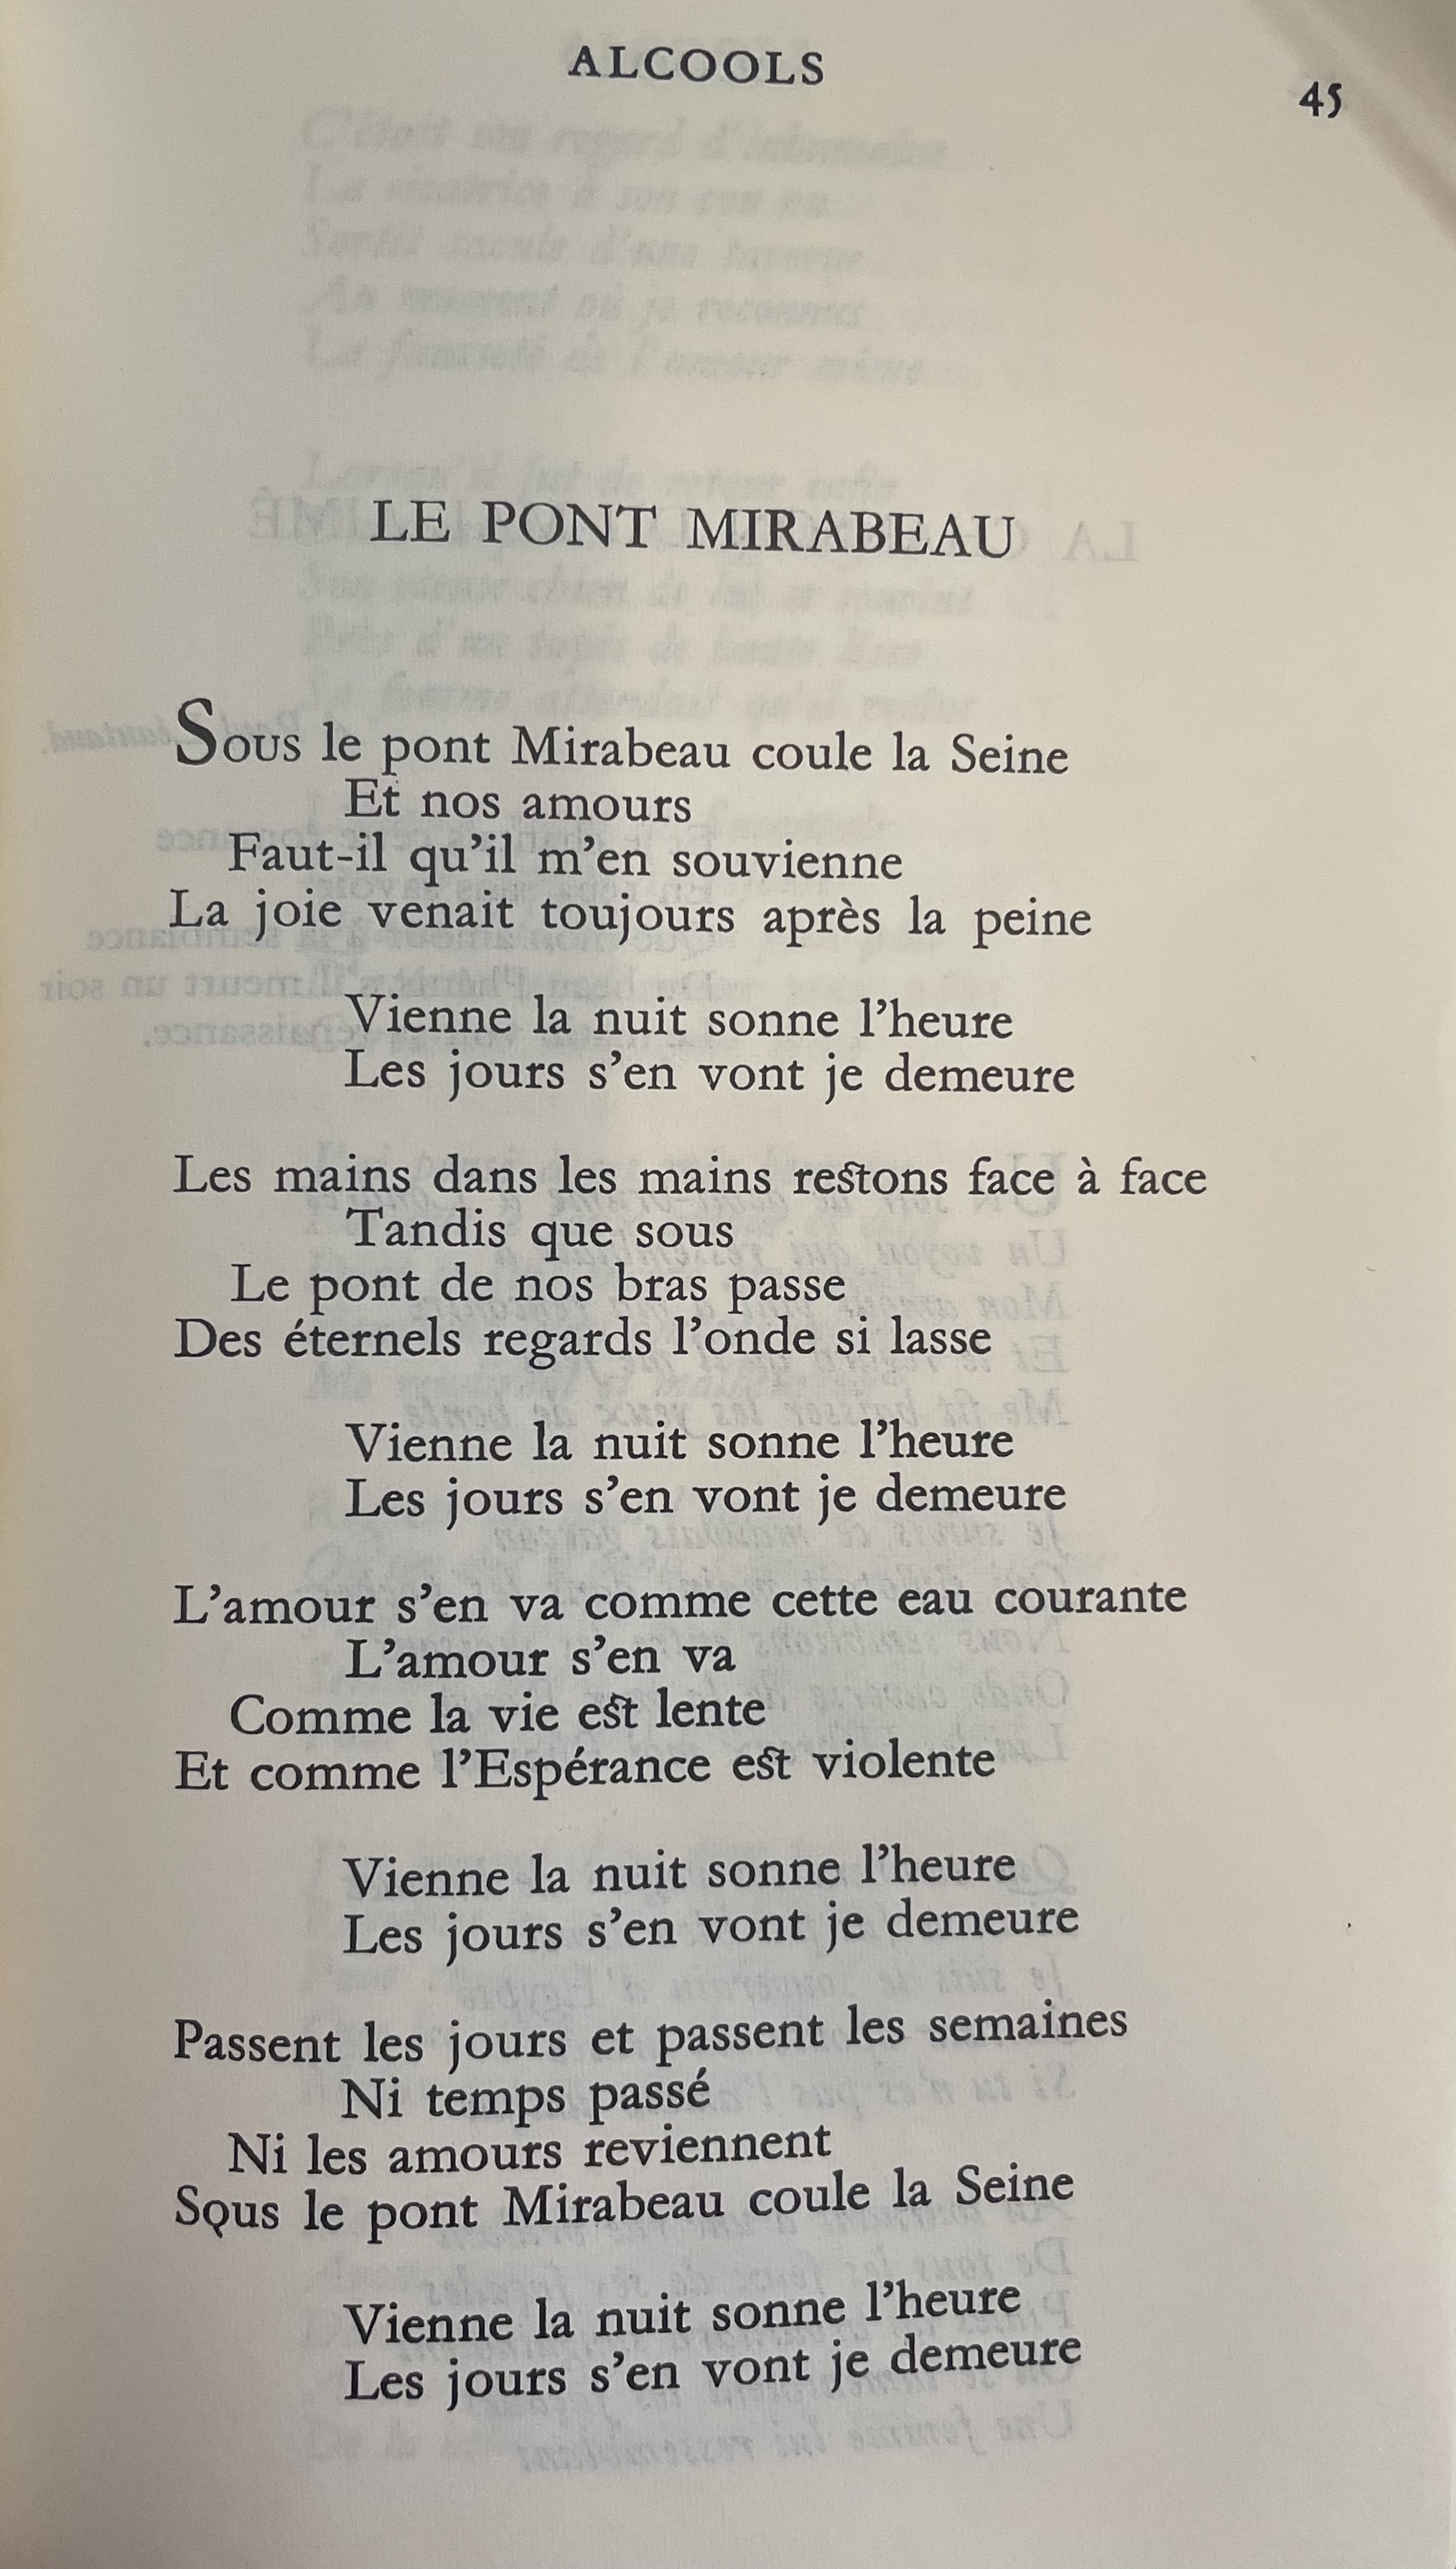 ALCOOLS
45
LE PONT MIRABEAU
Sous le pont Mirabeau coule la Seine
Et nos amours
Faut-il qu’il m’en souvienne
La joie venait toujours après la peine
Vienne la nuit sonne l’heure
Les jours s’en vont je demeure
Les mains dans les mains restons face à face
Tandis que sous
Le pont de nos bras passe
Des éternels regards l’onde si lasse
Vienne la nuit sonne l’heure
Les jours s’en vont je demeure
L’amour s’en va comme cette eau courante
L’amour s’en va
Comme la vie est lente
Et comme l’Espérance est violente
Vienne la nuit sonne l’heure
Les jours s’en vont je demeure
Passent les jours et passent les semaines
Ni temps passé
Ni les amours reviennent
Sous le pont Mirabeau coule la Seine
Vienne la nuit sonne l’heure
Les jours s’en vont je demeure